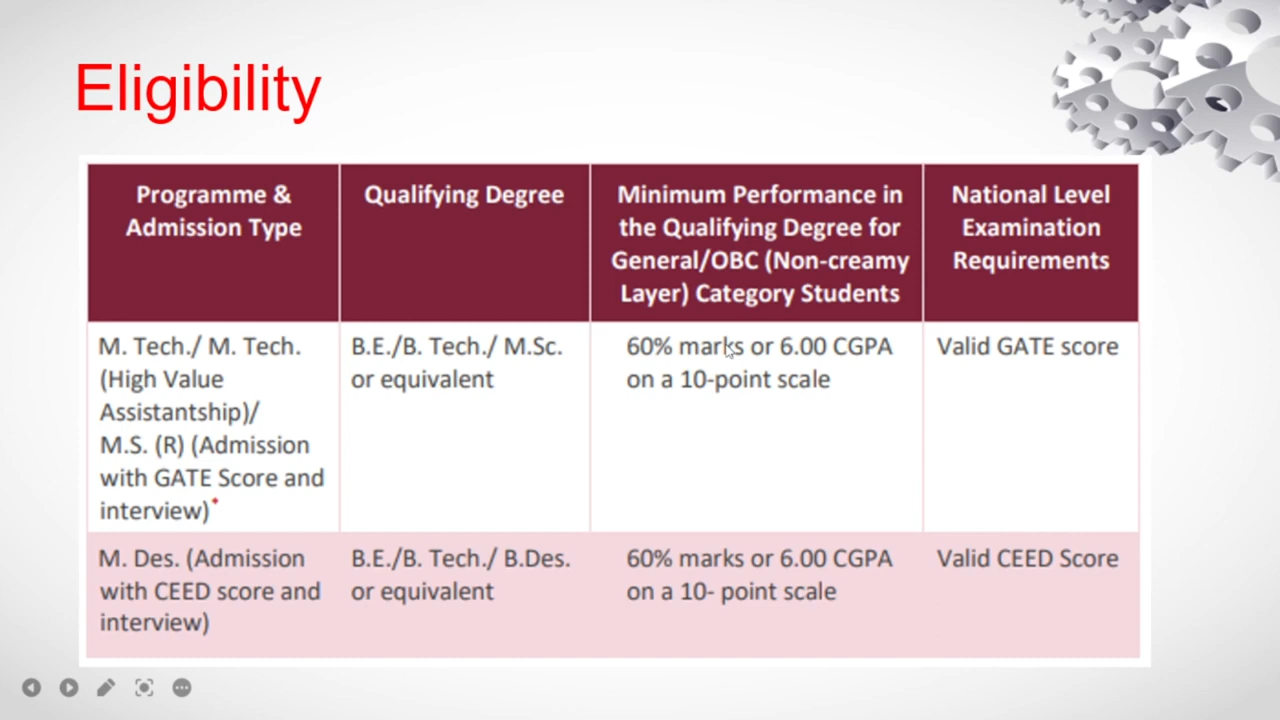 Eligibility
Programme &
Admission Type
Qualifying Degree
Minimum Performance in
the Qualifying Degree for
General/OBC (Non-creamy
Layer) Category Students
National Level
Examination
Requirements
M. Tech./ M. Tech.
(High Value
Assistantship)/
M.S. (R) (Admission
with GATE Score and
interview)*
B.E./B. Tech./ M.Sc.
or equivalent
60% marks or 6.00 CGPA
on a 10-point scale
Valid GATE score
M. Des. (Admission
with CEED score and
interview)
B.E./B. Tech./ B.Des.
or equivalent
60% marks or 6.00 CGPA
on a 10- point scale
Valid CEED Score